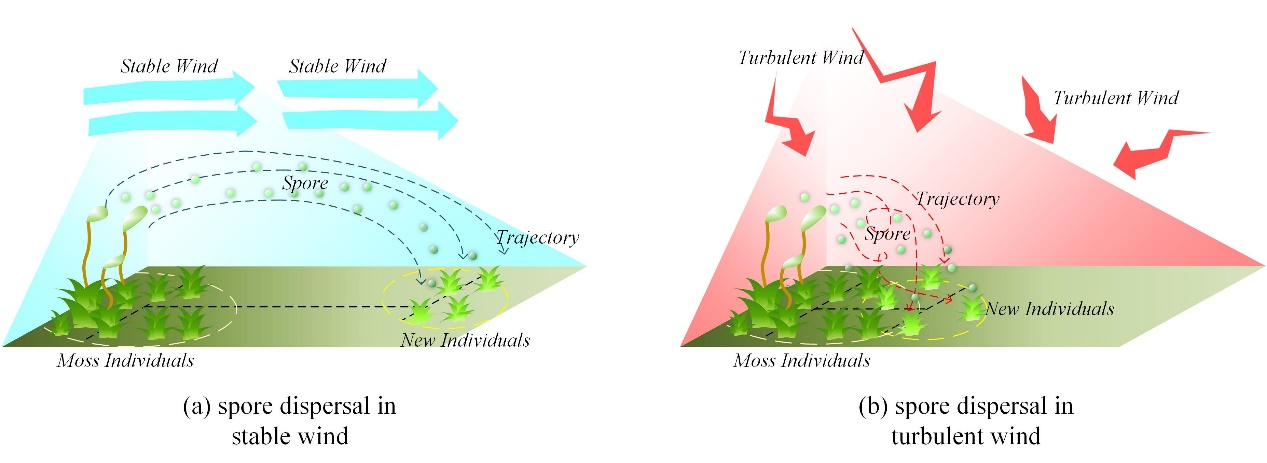 Stable Wind
Stable Wind
Spore
Trajectory
New Individuals
Moss Individuals
(a) spore dispersal in
stable wind
Turbulent Wind
Turbulent Wind
Trajectory
Spore
New Individuals
Moss Individuals
(b) spore dispersal in
turbulent wind